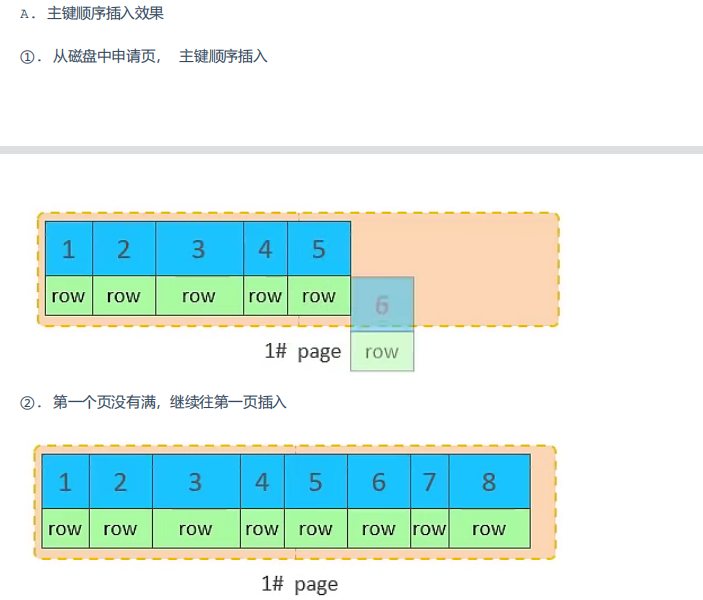 A. 主键顺序插入效果
①. 从磁盘中申请页， 主键顺序插入
1 2 3 4 5
row row row row row
6
1# page row
②. 第一个页没有满，继续往第一页插入
1 2 3 4 5 6 7 8
row row row row row row row row
1# page